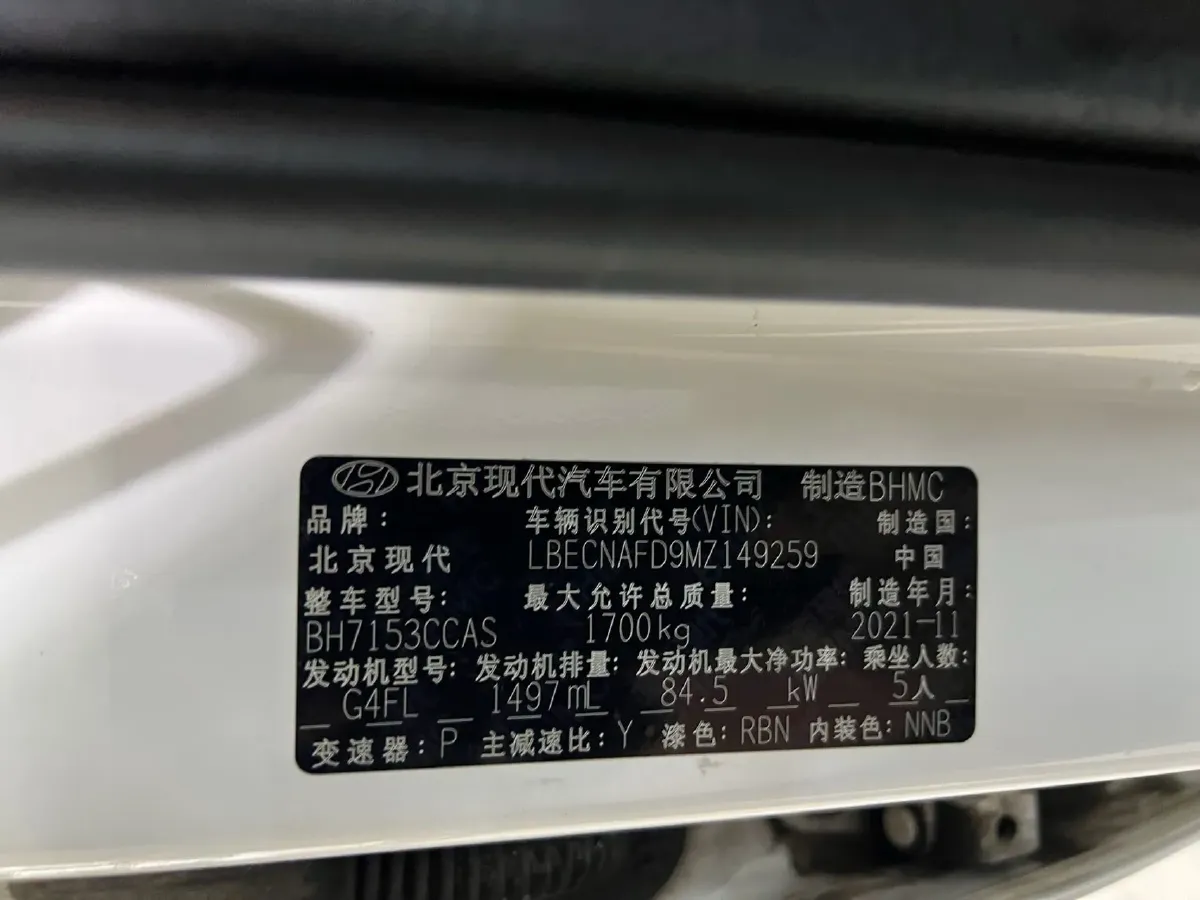 北京现代汽车有限公司 制造BHMC
品牌： 车辆识别代号(VIN)： 制造国：
北京现代 LBECNAFD9MZ149259 中国
整车型号： 最大允许总质量： 制造年月：
BH7153CCAS 1700kg 2021-11
发动机型号： 发动机排量： 发动机最大净功率： 乘坐人数：
G4FL 1497mL 84.5 kW 5人
变速器：P 主减速比：Y 漆色：RBN 内装色：NNB